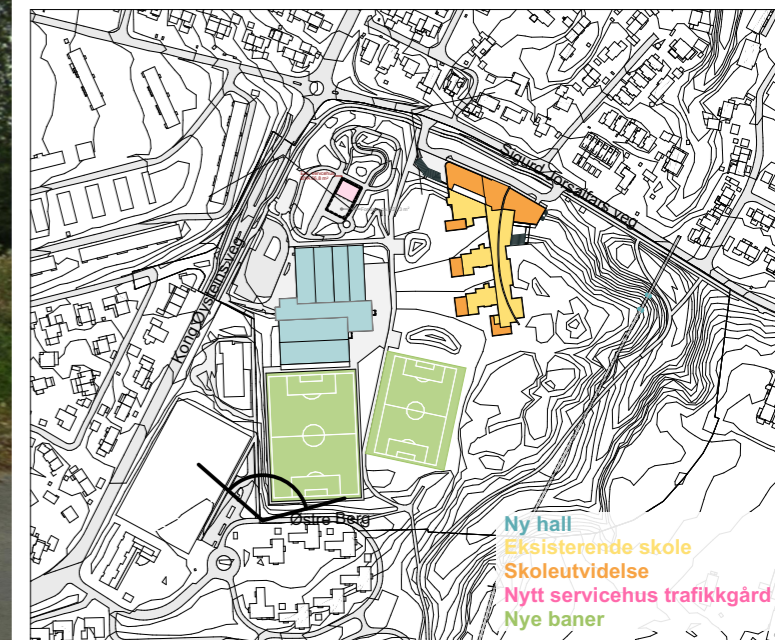 Sigurd Jorsalfars veg
Kong Øysteins veg
Østre Berg
Ny hall
Eksisterende skole
Skoleutvidelse
Nytt servicehus trafikkgård
Nye baner